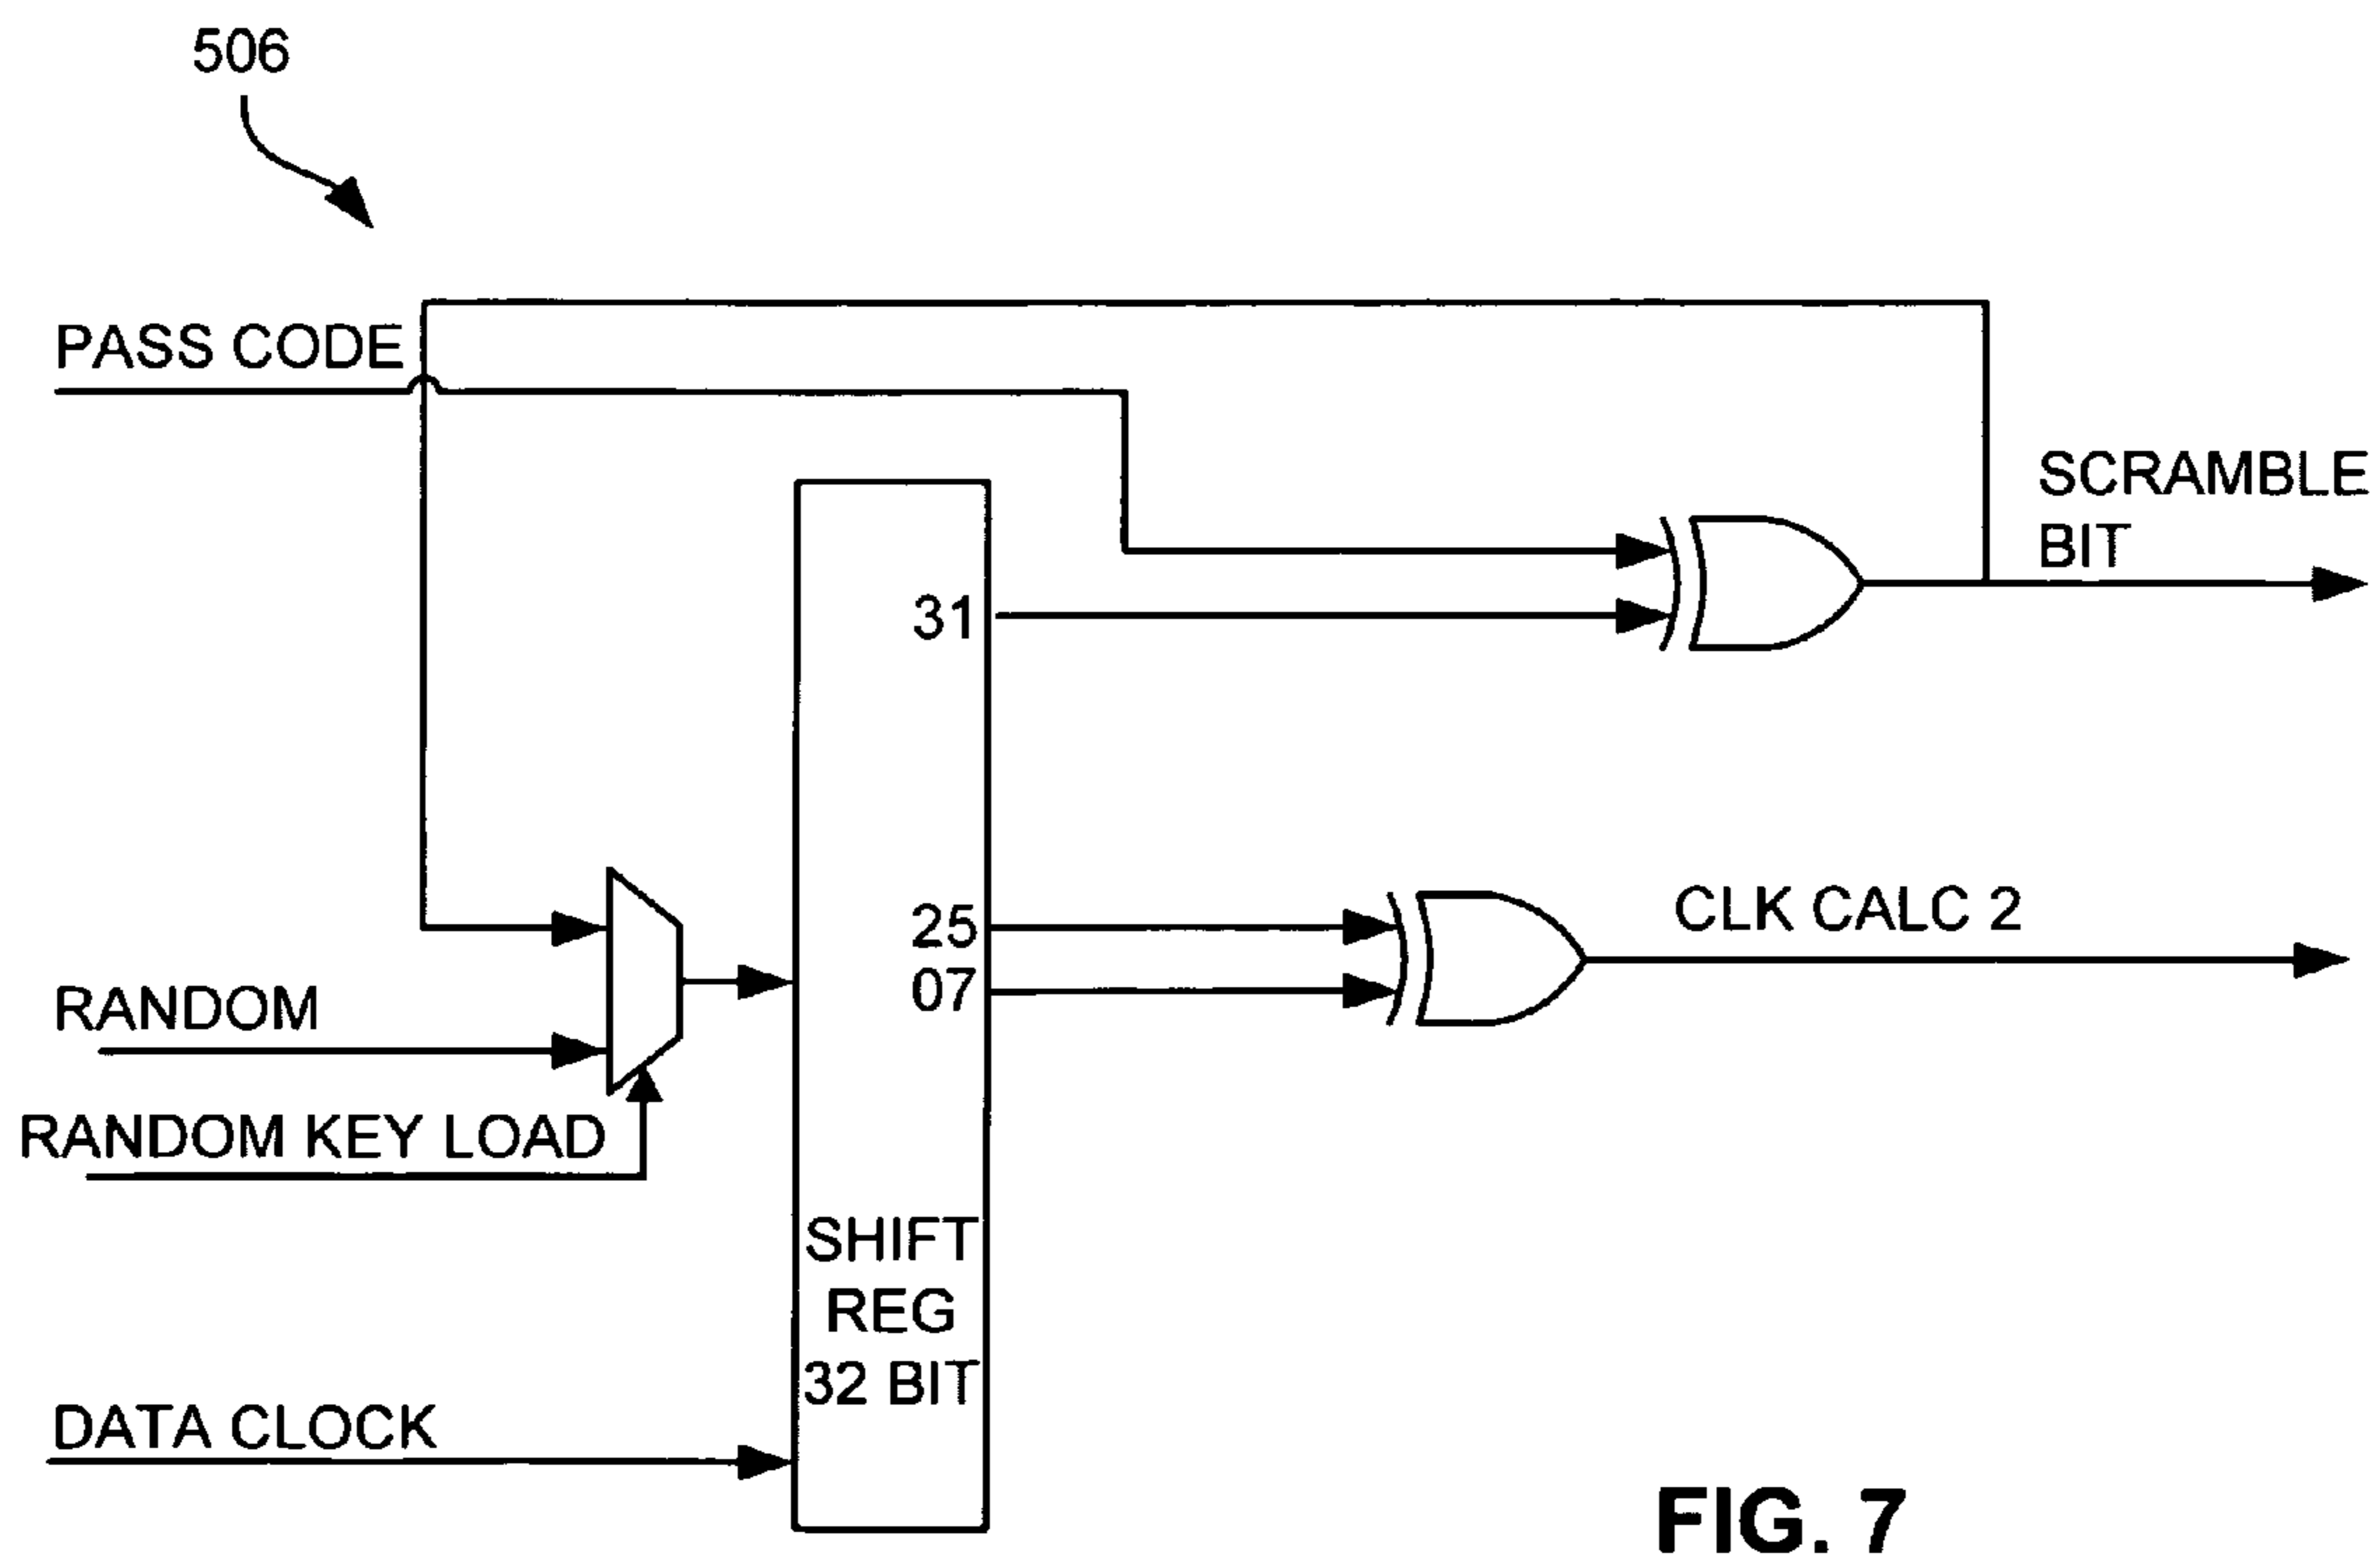 506
PASS CODE
SCRAMBLE
BIT
31
25
07
CLK CALC 2
RANDOM
RANDOM KEY LOAD
SHIFT
REG
32 BIT
DATA CLOCK
FIG. 7